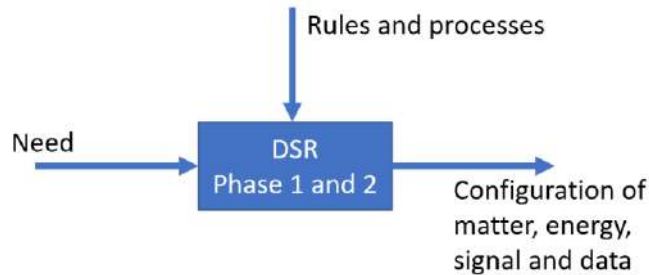 Rules and processes
Need
DSR
Phase 1 and 2
Configuration of
matter, energy,
signal and data